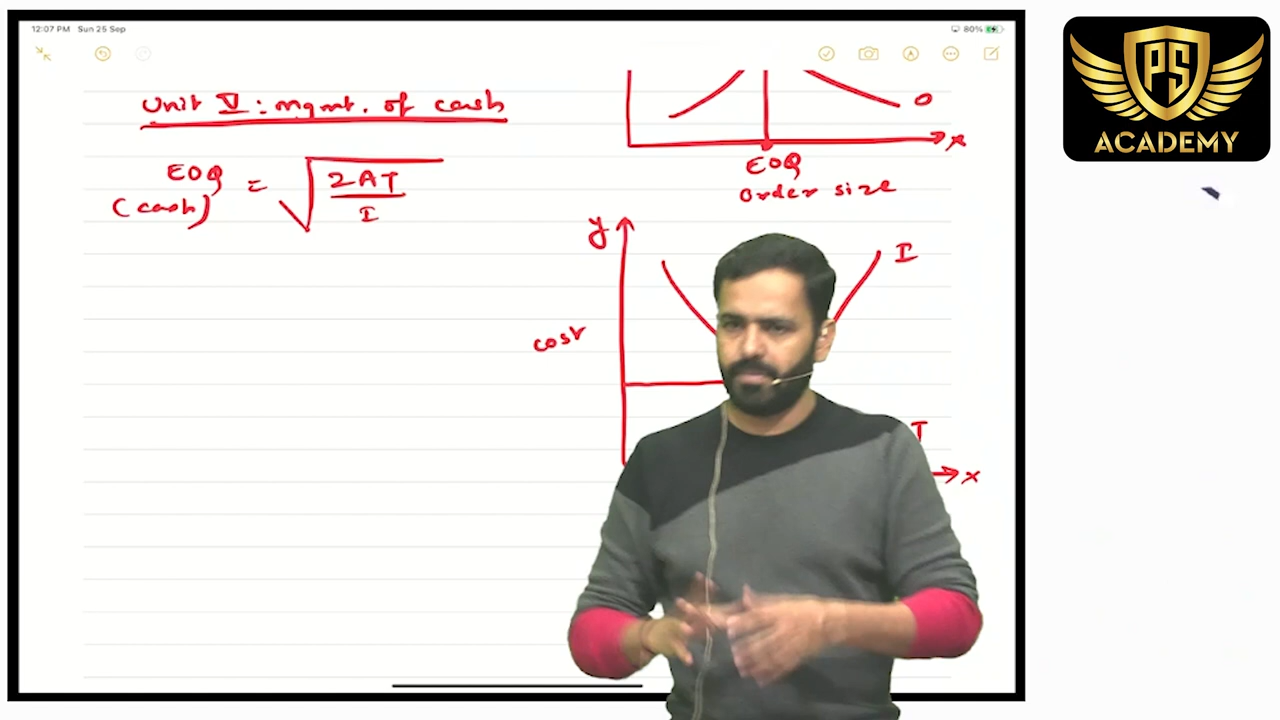 12:07 PM Sun 25 Sep
80%
Unit V : mgmt. of cash
EOQ (cash) = √ 2AT / I
O
x
EOQ
order size
y
I
cost
T
x
PS
ACADEMY